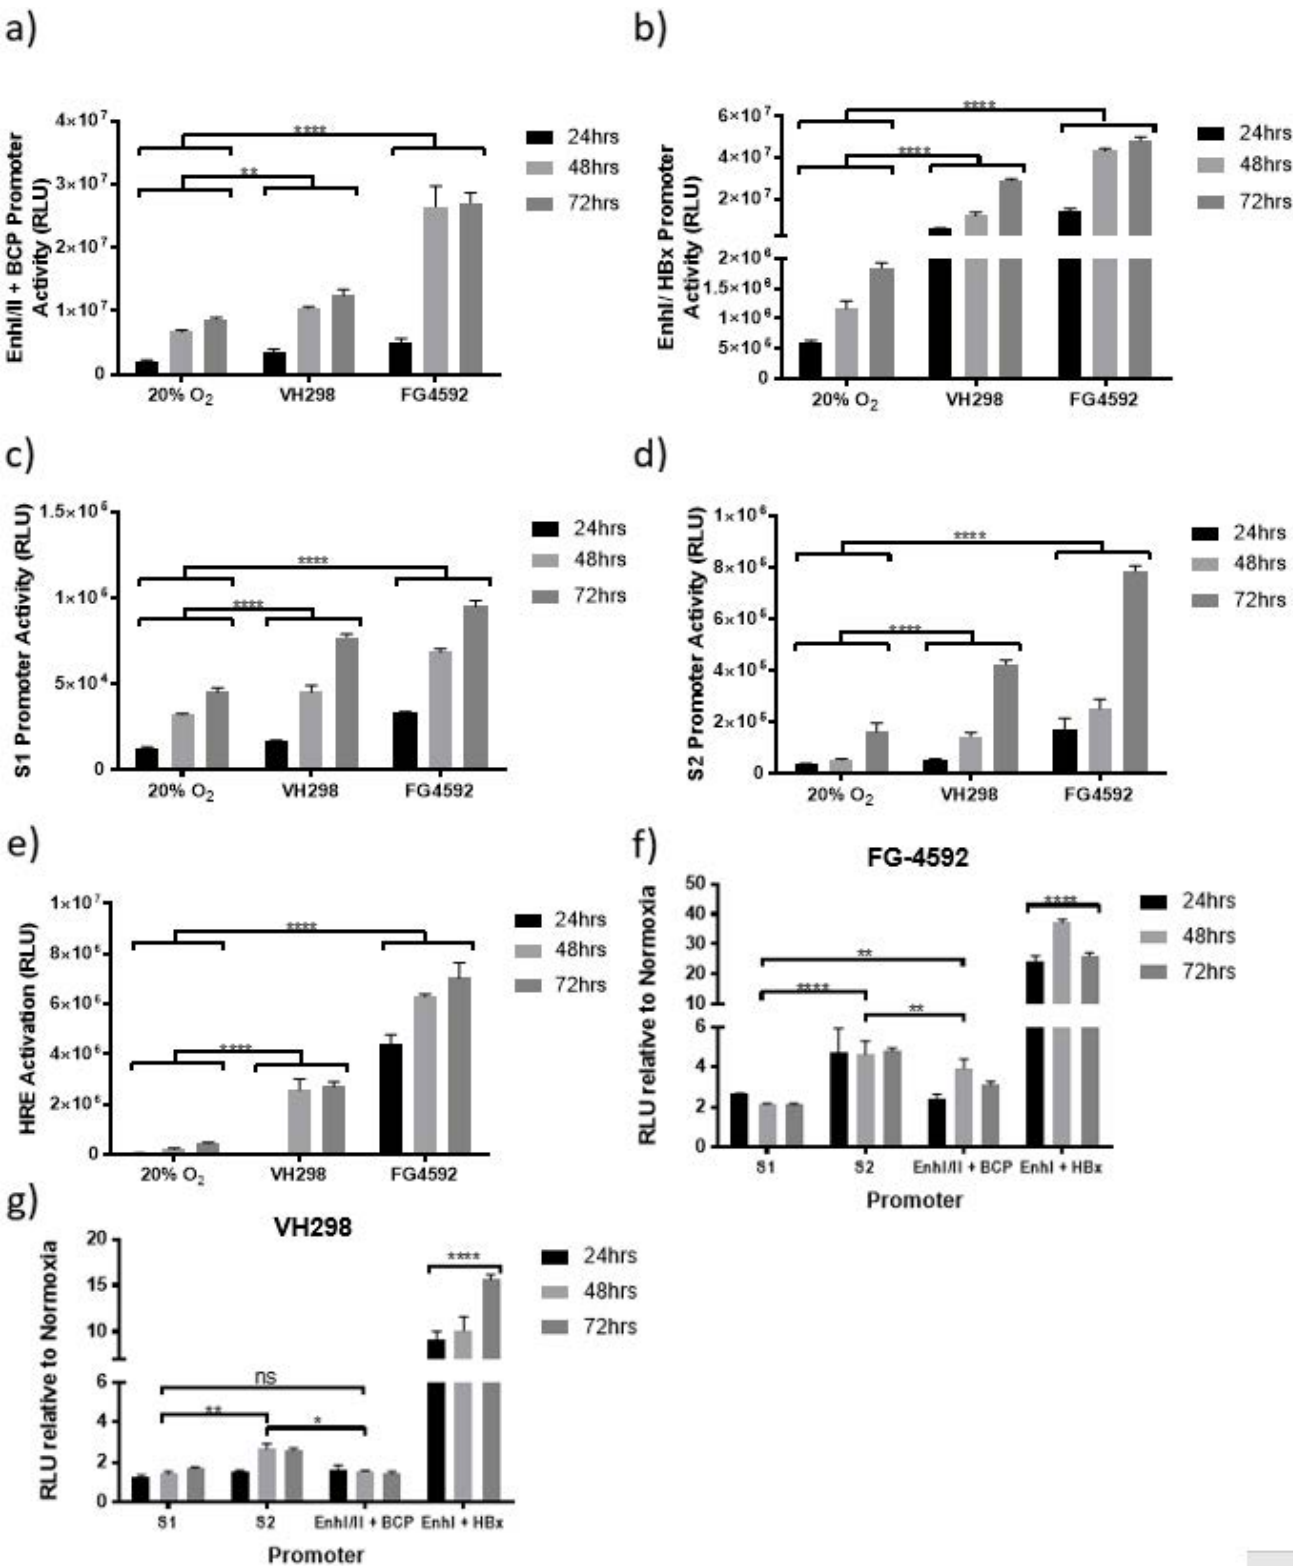 a)
EnhI/II + BCP Promoter
Activity (RLU)
4×10⁷
3×10⁷
2×10⁷
1×10⁷
0
****
**
20% O₂
VH298
FG4592
24hrs
48hrs
72hrs
b)
EnhI/ HBx Promoter
Activity (RLU)
6×10⁷
4×10⁷
2×10⁷
2×10⁶
1.5×10⁶
1×10⁶
5×10⁵
0
****
****
20% O₂
VH298
FG4592
24hrs
48hrs
72hrs
c)
S1 Promoter Activity (RLU)
1.5×10⁵
1×10⁵
5×10⁴
0
****
****
20% O₂
VH298
FG4592
24hrs
48hrs
72hrs
d)
S2 Promoter Activity (RLU)
1×10⁶
8×10⁵
6×10⁵
4×10⁵
2×10⁵
0
****
****
20% O₂
VH298
FG4592
24hrs
48hrs
72hrs
e)
HRE Activation (RLU)
1×10⁷
8×10⁶
6×10⁶
4×10⁶
2×10⁶
0
****
****
20% O₂
VH298
FG4592
24hrs
48hrs
72hrs
f)
FG-4592
RLU relative to Normoxia
50
40
30
20
10
6
4
2
0
**
****
**
****
S1
S2
EnhI/II + BCP
EnhI + HBx
Promoter
24hrs
48hrs
72hrs
g)
VH298
RLU relative to Normoxia
20
15
10
6
4
2
0
ns
**
*
****
S1
S2
EnhI/II + BCP
EnhI + HBx
Promoter
24hrs
48hrs
72hrs